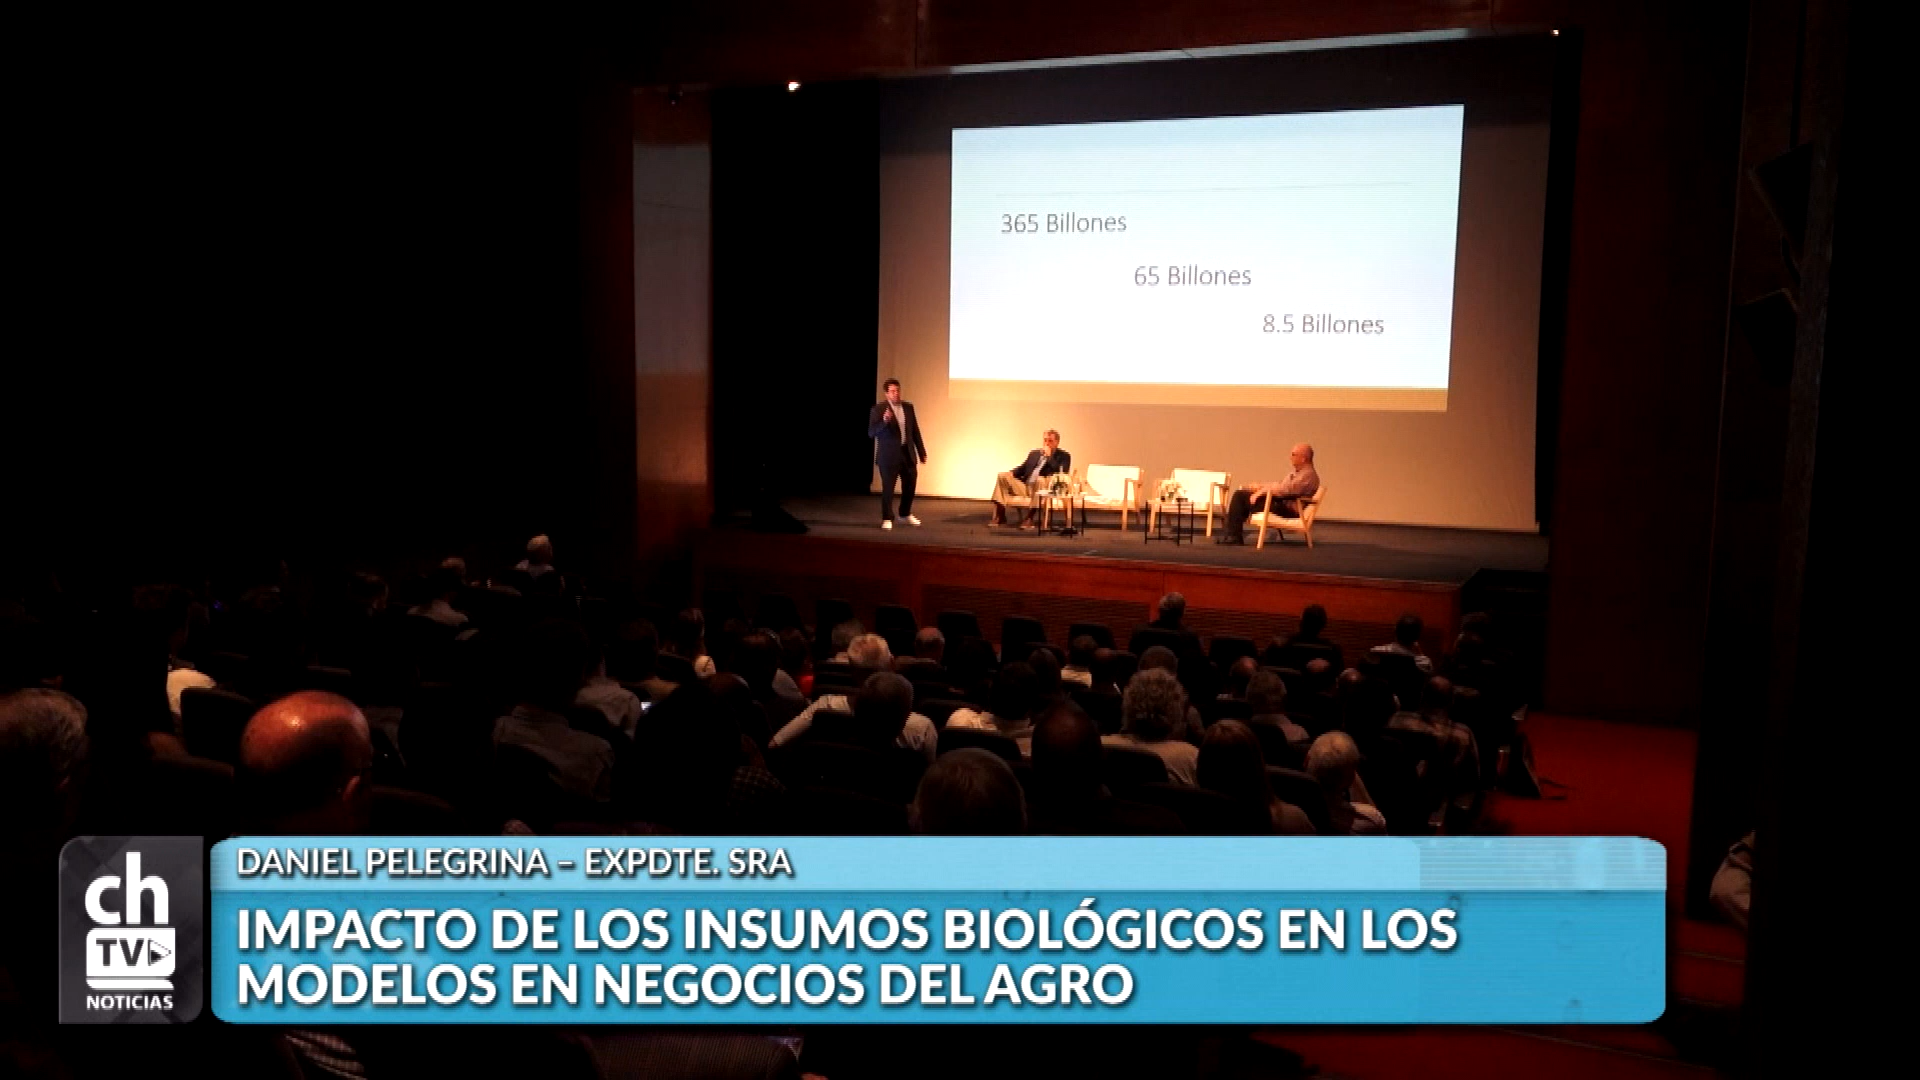 365 Billones
65 Billones
8.5 Billones
DANIEL PELEGRINA – EXPDTE. SRA
IMPACTO DE LOS INSUMOS BIOLÓGICOS EN LOS
MODELOS EN NEGOCIOS DEL AGRO
ch
TV
NOTICIAS